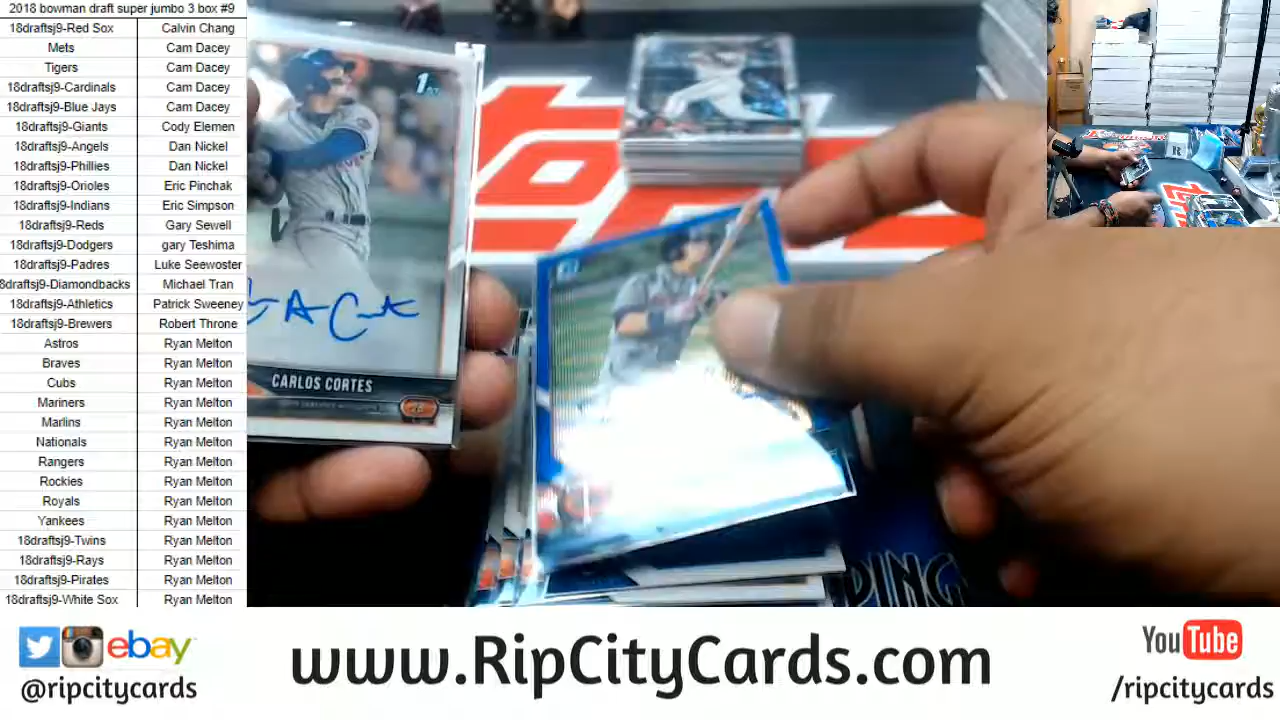 2018 bowman draft super jumbo 3 box #9
18draftsj9-Red Sox Calvin Chang
Mets Cam Dacey
Tigers Cam Dacey
18draftsj9-Cardinals Cam Dacey
18draftsj9-Blue Jays Cam Dacey
18draftsj9-Giants Cody Elemen
18draftsj9-Angels Dan Nickel
18draftsj9-Phillies Dan Nickel
18draftsj9-Orioles Eric Pinchak
18draftsj9-Indians Eric Simpson
18draftsj9-Reds Gary Sewell
18draftsj9-Dodgers gary Teshima
18draftsj9-Padres Luke Seewoster
8draftsj9-Diamondbacks Michael Tran
18draftsj9-Athletics Patrick Sweeney
18draftsj9-Brewers Robert Throne
Astros Ryan Melton
Braves Ryan Melton
Cubs Ryan Melton
Mariners Ryan Melton
Marlins Ryan Melton
Nationals Ryan Melton
Rangers Ryan Melton
Rockies Ryan Melton
Royals Ryan Melton
Yankees Ryan Melton
18draftsj9-Twins Ryan Melton
18draftsj9-Rays Ryan Melton
18draftsj9-Pirates Ryan Melton
18draftsj9-White Sox Ryan Melton
1ST
CARLOS CORTES
DING
ebay
@ripcitycards
www.RipCityCards.com
YouTube
/ripcitycards